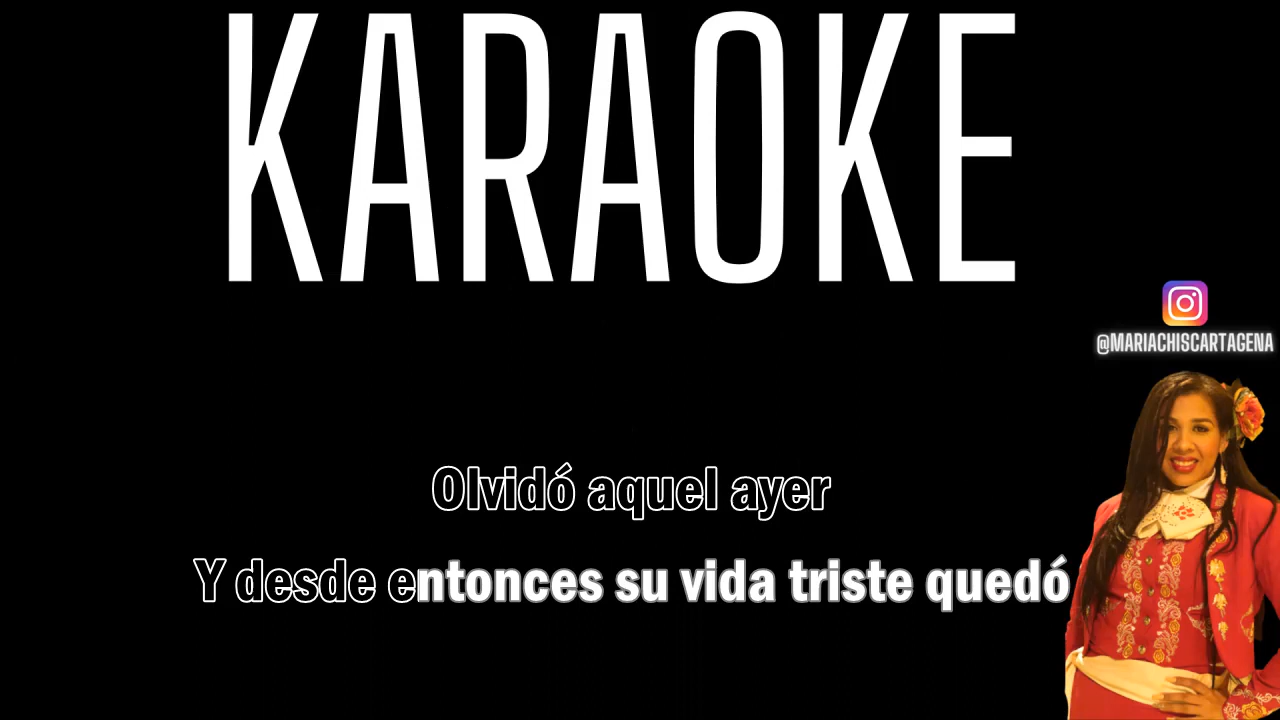 KARAOKE
@MARIACHISCARTAGENA
Olvidó aquel ayer
Y desde entonces su vida triste quedó